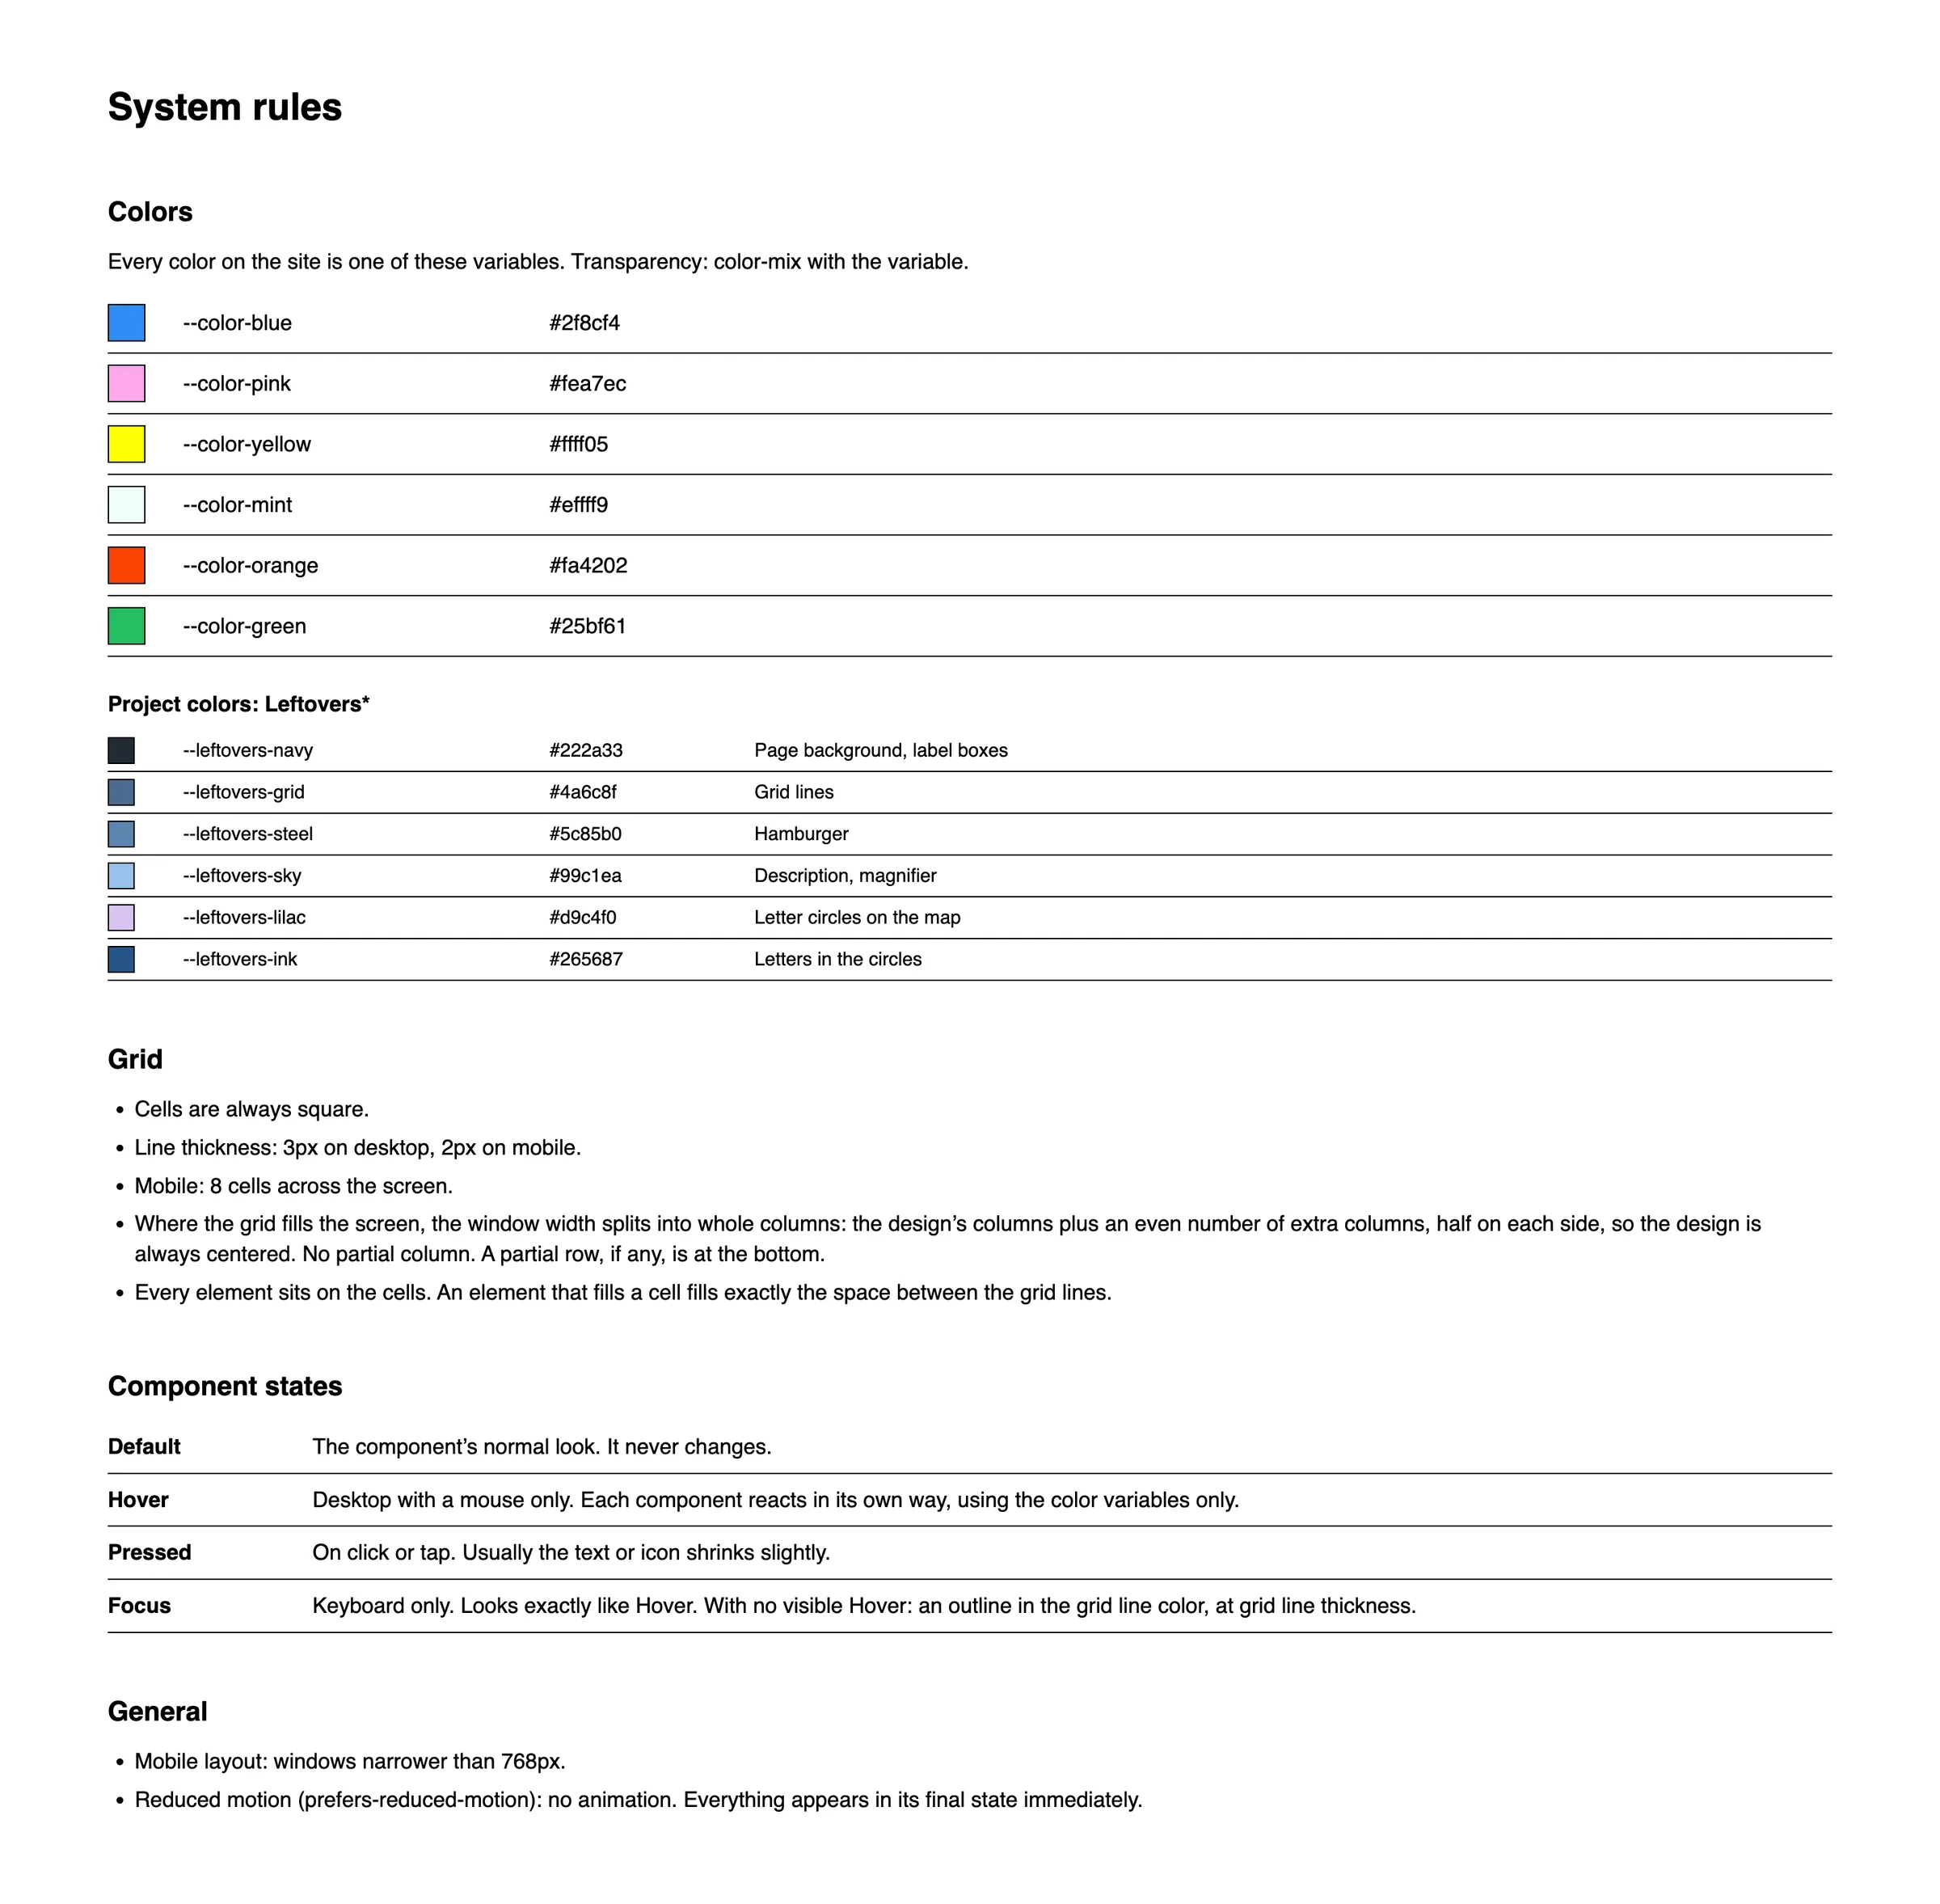 System rules
Colors
Every color on the site is one of these variables. Transparency: color-mix with the variable.
--color-blue #2f8cf4
--color-pink #fea7ec
--color-yellow #ffff05
--color-mint #effff9
--color-orange #fa4202
--color-green #25bf61
Project colors: Leftovers*
--leftovers-navy #222a33 Page background, label boxes
--leftovers-grid #4a6c8f Grid lines
--leftovers-steel #5c85b0 Hamburger
--leftovers-sky #99c1ea Description, magnifier
--leftovers-lilac #d9c4f0 Letter circles on the map
--leftovers-ink #265687 Letters in the circles
Grid
• Cells are always square.
• Line thickness: 3px on desktop, 2px on mobile.
• Mobile: 8 cells across the screen.
• Where the grid fills the screen, the window width splits into whole columns: the design’s columns plus an even number of extra columns, half on each side, so the design is
always centered. No partial column. A partial row, if any, is at the bottom.
• Every element sits on the cells. An element that fills a cell fills exactly the space between the grid lines.
Component states
Default The component’s normal look. It never changes.
Hover Desktop with a mouse only. Each component reacts in its own way, using the color variables only.
Pressed On click or tap. Usually the text or icon shrinks slightly.
Focus Keyboard only. Looks exactly like Hover. With no visible Hover: an outline in the grid line color, at grid line thickness.
General
• Mobile layout: windows narrower than 768px.
• Reduced motion (prefers-reduced-motion): no animation. Everything appears in its final state immediately.